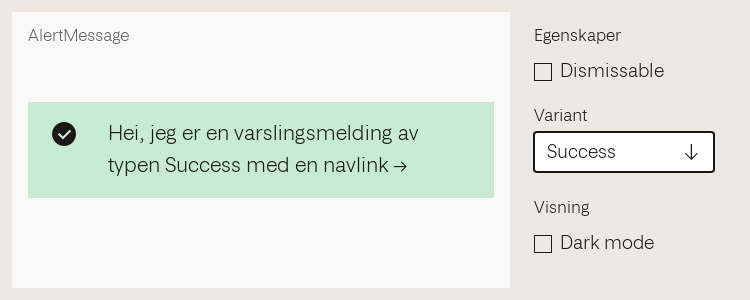 AlertMessage
Hei, jeg er en varslingsmelding av
typen Success med en navlink →
Egenskaper
Dismissable
Variant
Success
Visning
Dark mode